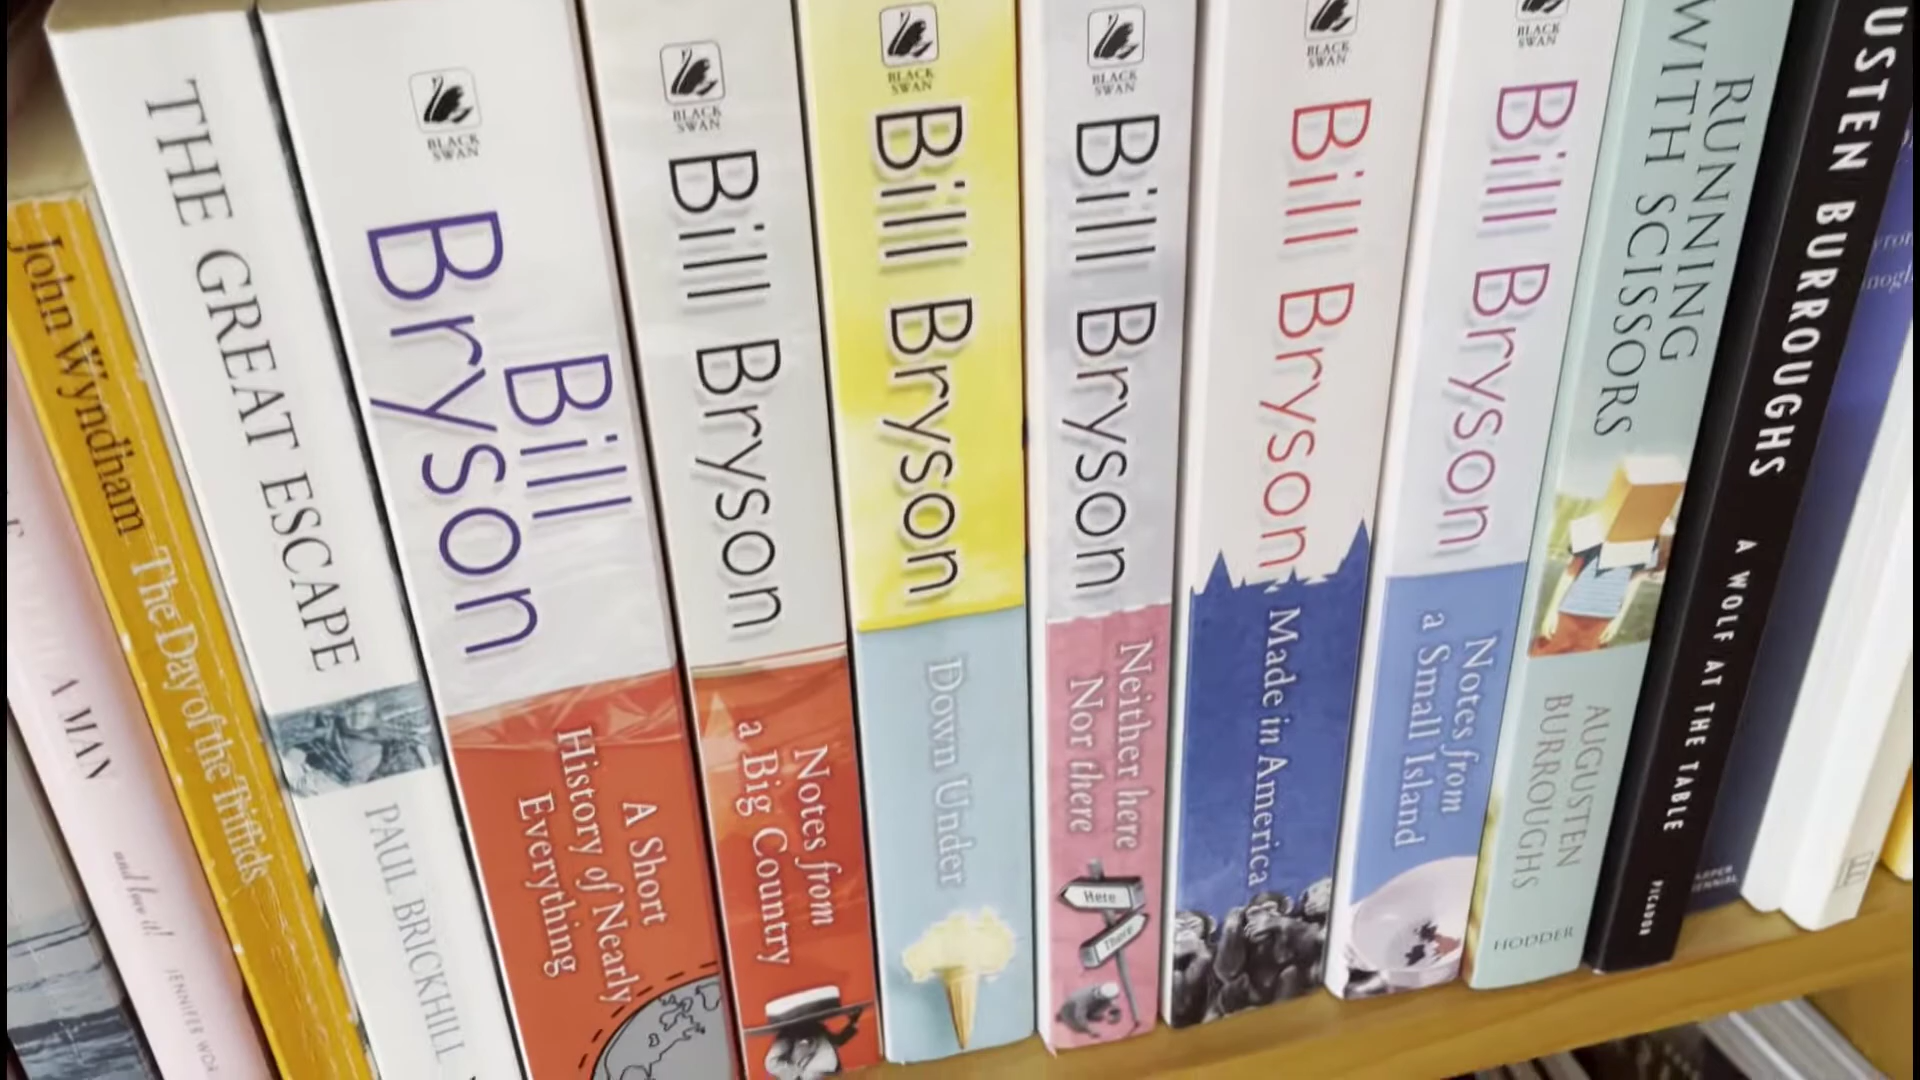 A MAN
and love it!
John Wyndham The Day of the Triffids
THE GREAT ESCAPE
PAUL BRICKHILL
BLACK
SWAN
Bill
Bryson
A Short
History of Nearly
Everything
BLACK
SWAN
Bill Bryson
Notes from
a Big Country
BLACK
SWAN
Bill Bryson
Down Under
BLACK
SWAN
Bill Bryson
Neither here
Nor there
Here
There
BLACK
SWAN
Bill Bryson
Made in America
BLACK
SWAN
Bill Bryson
Notes from
a Small Island
RUNNING
WITH SCISSORS
AUGUSTEN
BURROUGHS
HODDER
USTEN BURROUGHS A WOLF AT THE TABLE
PICADOR